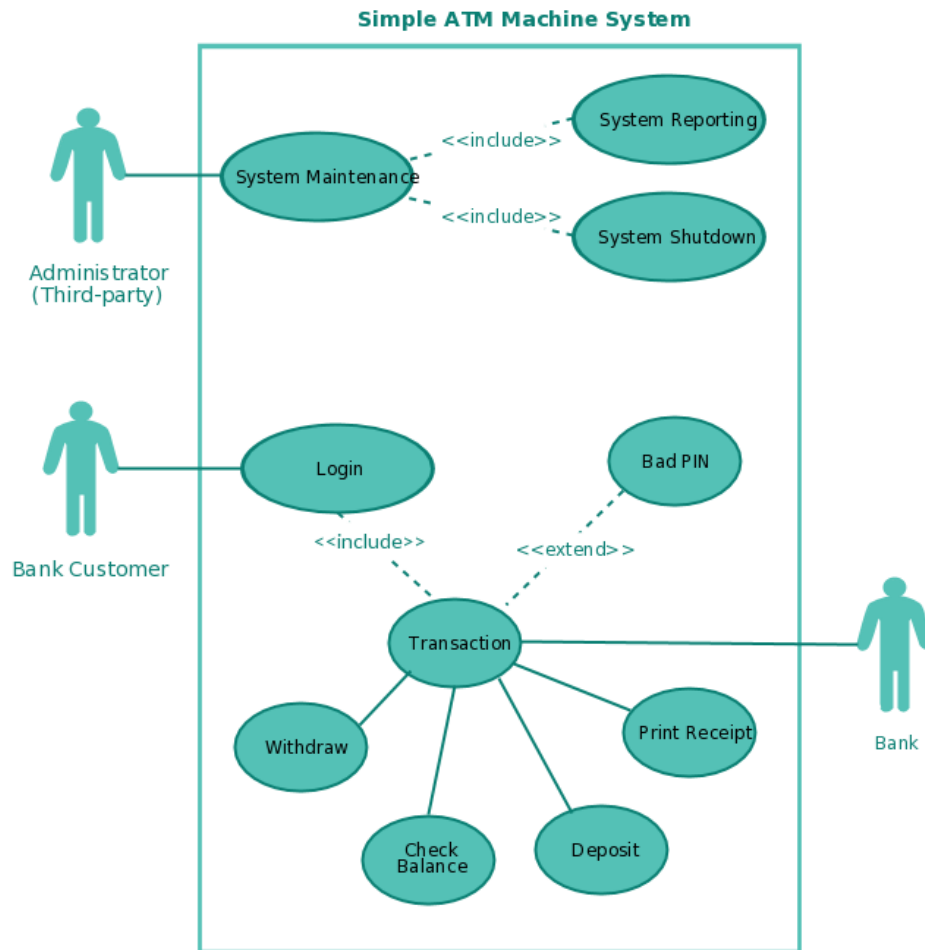 Simple ATM Machine System
System Reporting
<<include>>
System Maintenance
<<include>>
System Shutdown
Administrator
(Third-party)
Bad PIN
Login
<<include>>
<<extend>>
Bank Customer
Transaction
Print Receipt
Withdraw
Bank
Check
Balance
Deposit